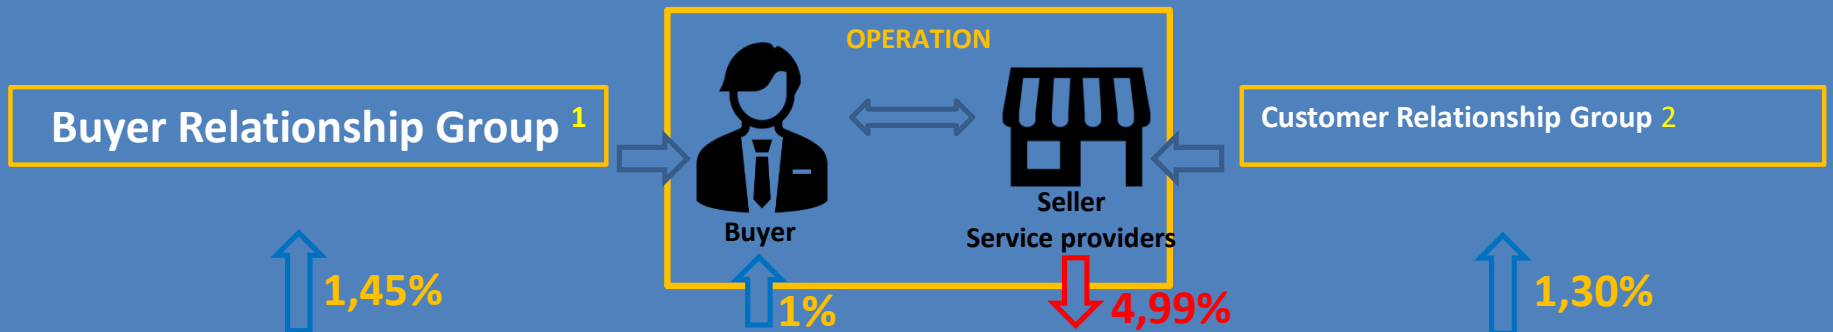 OPERATION
Buyer Relationship Group 1
Customer Relationship Group 2
Buyer
Seller
Service providers
1,45%
1%
4,99%
1,30%